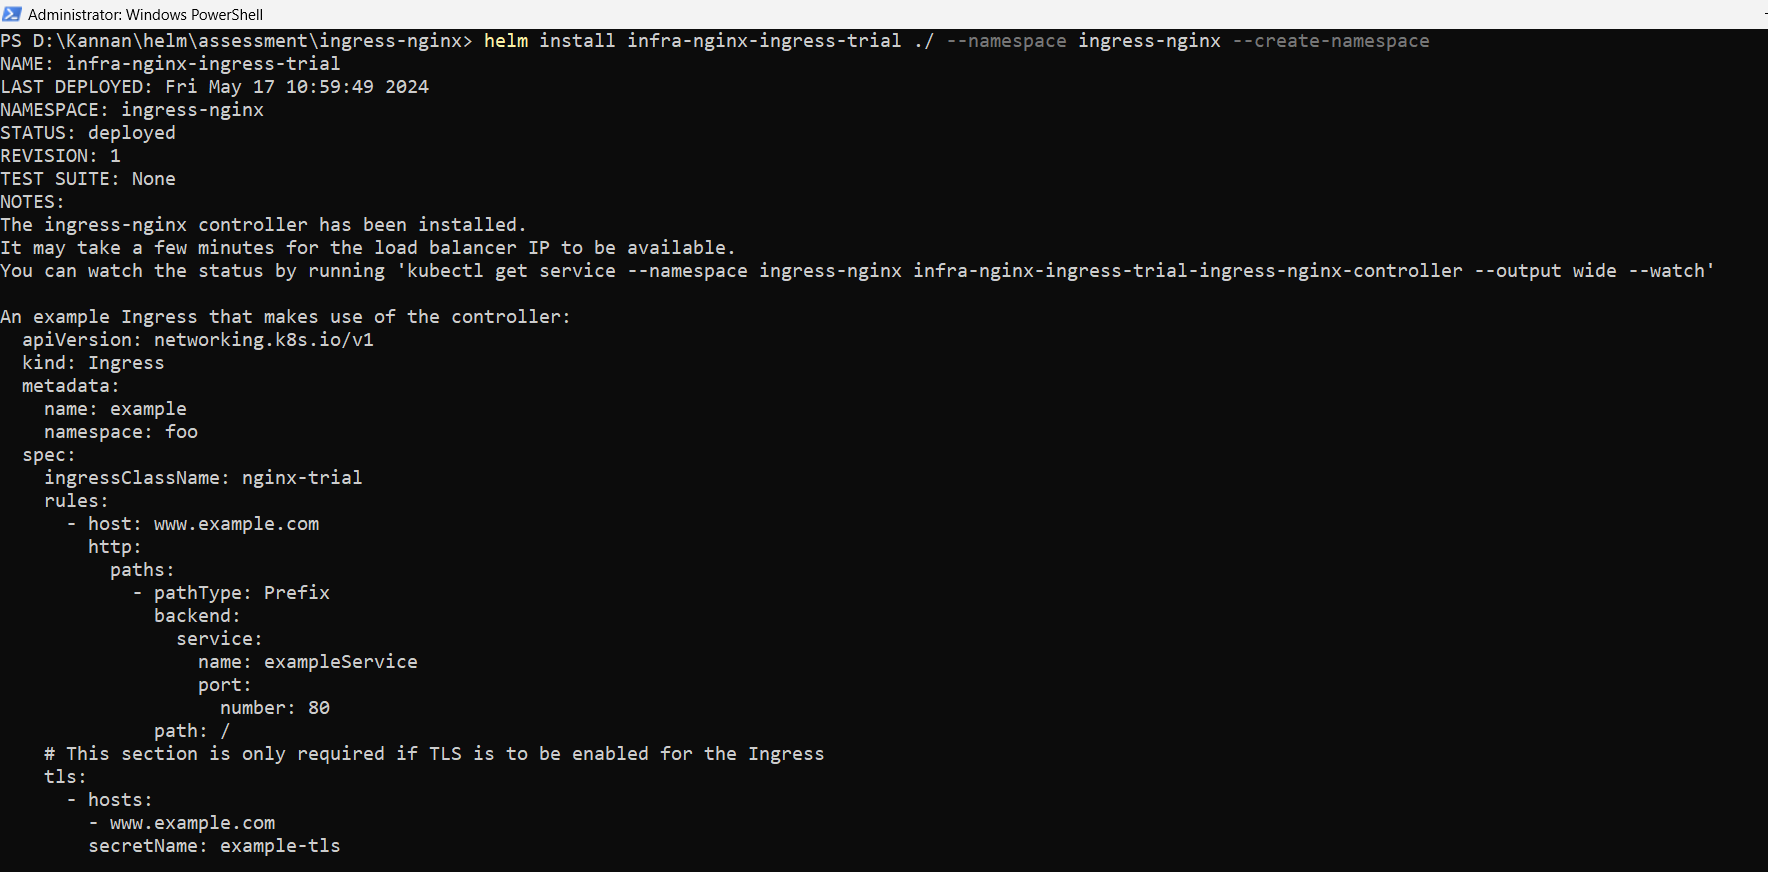 Administrator: Windows PowerShell
PS D:\Kannan\helm\assessment\ingress-nginx> helm install infra-nginx-ingress-trial ./ --namespace ingress-nginx --create-namespace
NAME: infra-nginx-ingress-trial
LAST DEPLOYED: Fri May 17 10:59:49 2024
NAMESPACE: ingress-nginx
STATUS: deployed
REVISION: 1
TEST SUITE: None
NOTES:
The ingress-nginx controller has been installed.
It may take a few minutes for the load balancer IP to be available.
You can watch the status by running 'kubectl get service --namespace ingress-nginx infra-nginx-ingress-trial-ingress-nginx-controller --output wide --watch'

An example Ingress that makes use of the controller:
  apiVersion: networking.k8s.io/v1
  kind: Ingress
  metadata:
    name: example
    namespace: foo
  spec:
    ingressClassName: nginx-trial
    rules:
      - host: www.example.com
        http:
          paths:
            - pathType: Prefix
              backend:
                service:
                  name: exampleService
                  port:
                    number: 80
              path: /
    # This section is only required if TLS is to be enabled for the Ingress
    tls:
      - hosts:
        - www.example.com
        secretName: example-tls